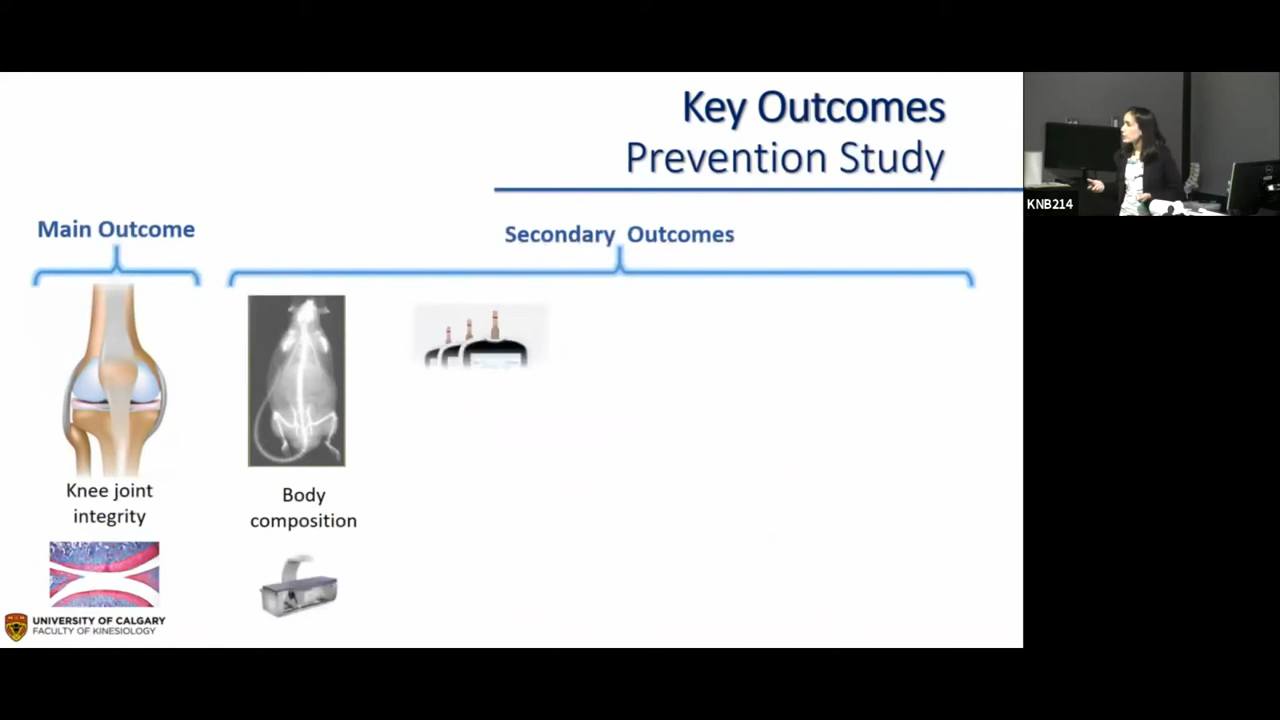 Key Outcomes
Prevention Study
KNB214
Main Outcome
Secondary Outcomes
Knee joint
integrity
Body
composition
UNIVERSITY OF CALGARY
FACULTY OF KINESIOLOGY